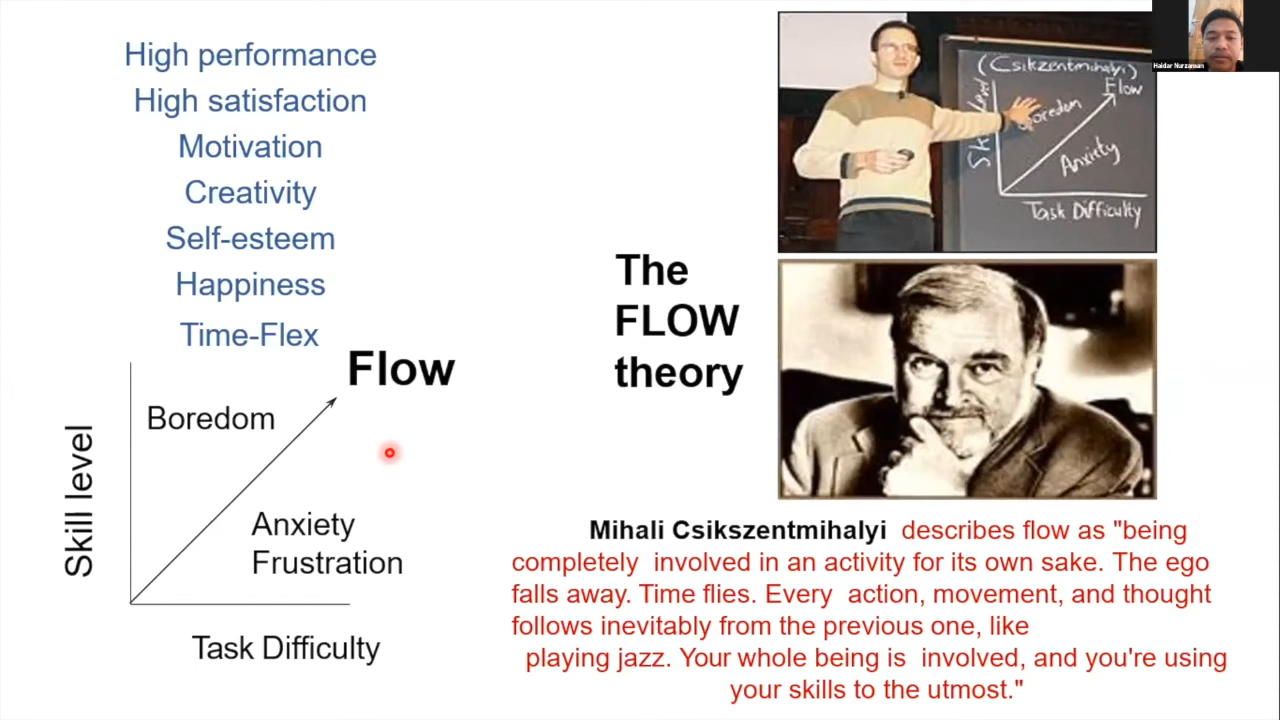 High performance
High satisfaction
Motivation
Creativity
Self-esteem
Happiness
Time-Flex
Flow
Boredom
Skill level
Anxiety
Frustration
Task Difficulty
The
FLOW
theory
(Csikzentmihalyi)
Flow
Boredom
Anxiety
Task Difficulty
Haidar Nurzaman
Mihali Csikszentmihalyi describes flow as "being
completely involved in an activity for its own sake. The ego
falls away. Time flies. Every action, movement, and thought
follows inevitably from the previous one, like
playing jazz. Your whole being is involved, and you're using
your skills to the utmost."